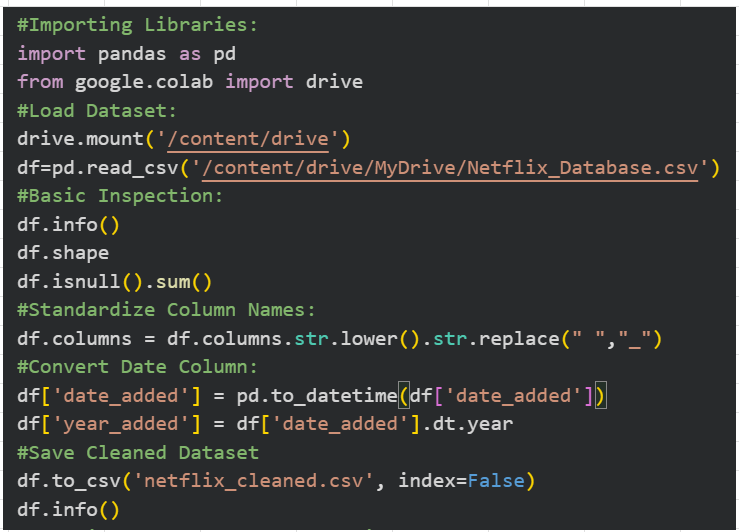 #Importing Libraries:
import pandas as pd
from google.colab import drive
#Load Dataset:
drive.mount('/content/drive')
df=pd.read_csv('/content/drive/MyDrive/Netflix_Database.csv')
#Basic Inspection:
df.info()
df.shape
df.isnull().sum()
#Standardize Column Names:
df.columns = df.columns.str.lower().str.replace(" ","_")
#Convert Date Column:
df['date_added'] = pd.to_datetime(df['date_added'])
df['year_added'] = df['date_added'].dt.year
#Save Cleaned Dataset
df.to_csv('netflix_cleaned.csv', index=False)
df.info()